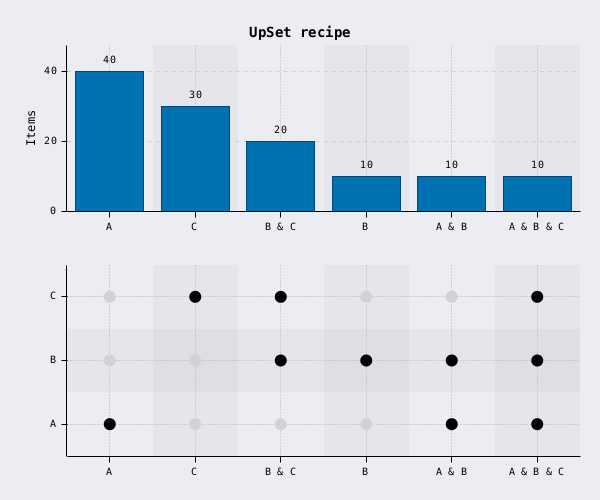 UpSet recipe
40
30
20
10
10
10
40
20
0
Items
A
C
B & C
B
A & B
A & B & C
C
B
A
A
C
B & C
B
A & B
A & B & C